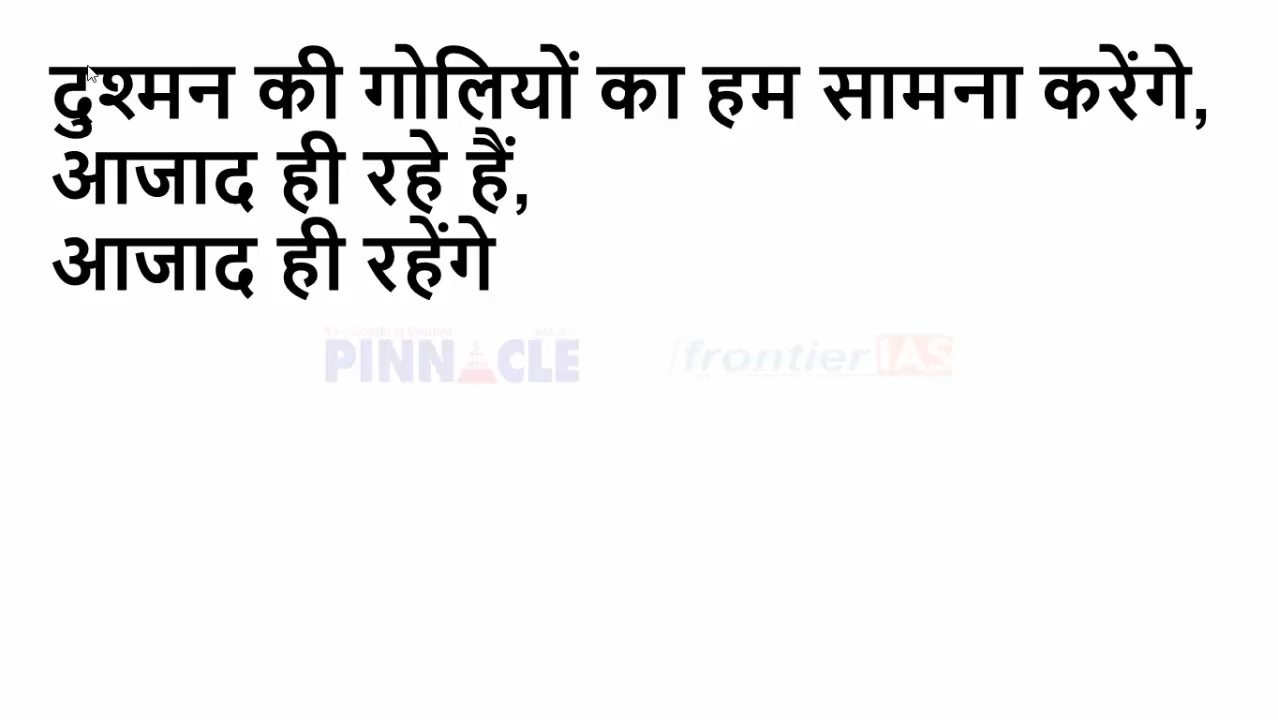 दुश्मन की गोलियों का हम सामना करेंगे,
आजाद ही रहे हैं,
आजाद ही रहेंगे
PINNACLE frontier IAS